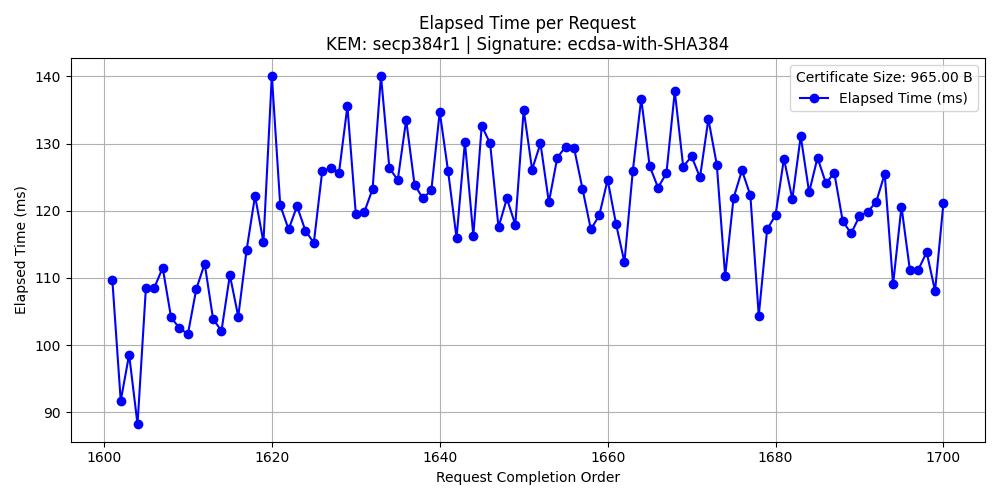 Elapsed Time per Request
KEM: secp384r1 | Signature: ecdsa-with-SHA384
Certificate Size: 965.00 B
Elapsed Time (ms)
Elapsed Time (ms)
140
130
120
110
100
90
1600
1620
1640
1660
1680
1700
Request Completion Order